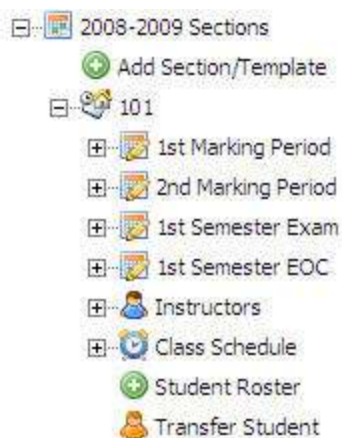 2008-2009 Sections
Add Section/Template
101
1st Marking Period
2nd Marking Period
1st Semester Exam
1st Semester EOC
Instructors
Class Schedule
Student Roster
Transfer Student